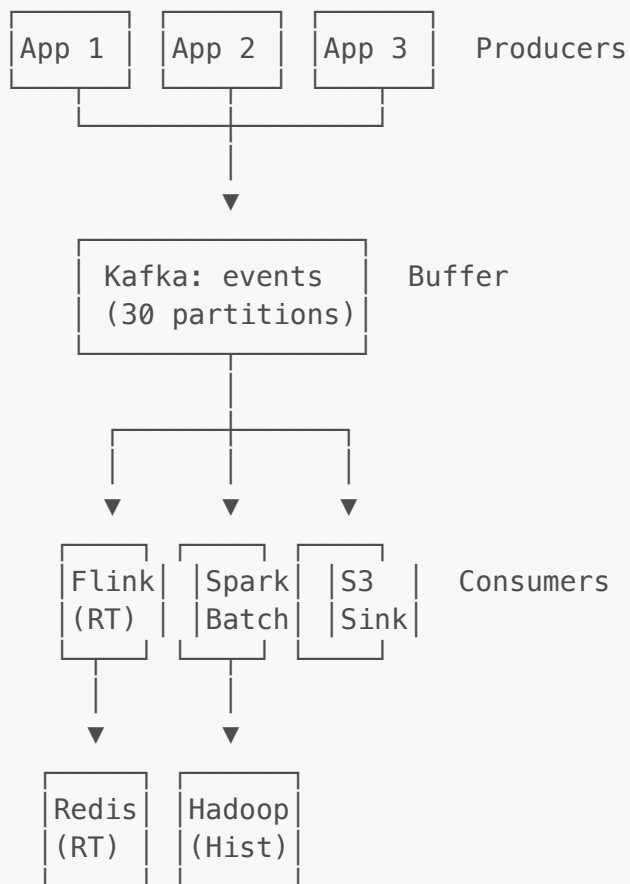 App 1 App 2 App 3 Producers
Kafka: events Buffer
(30 partitions)
Flink Spark S3 Consumers
(RT) Batch Sink
Redis Hadoop
(RT) (Hist)